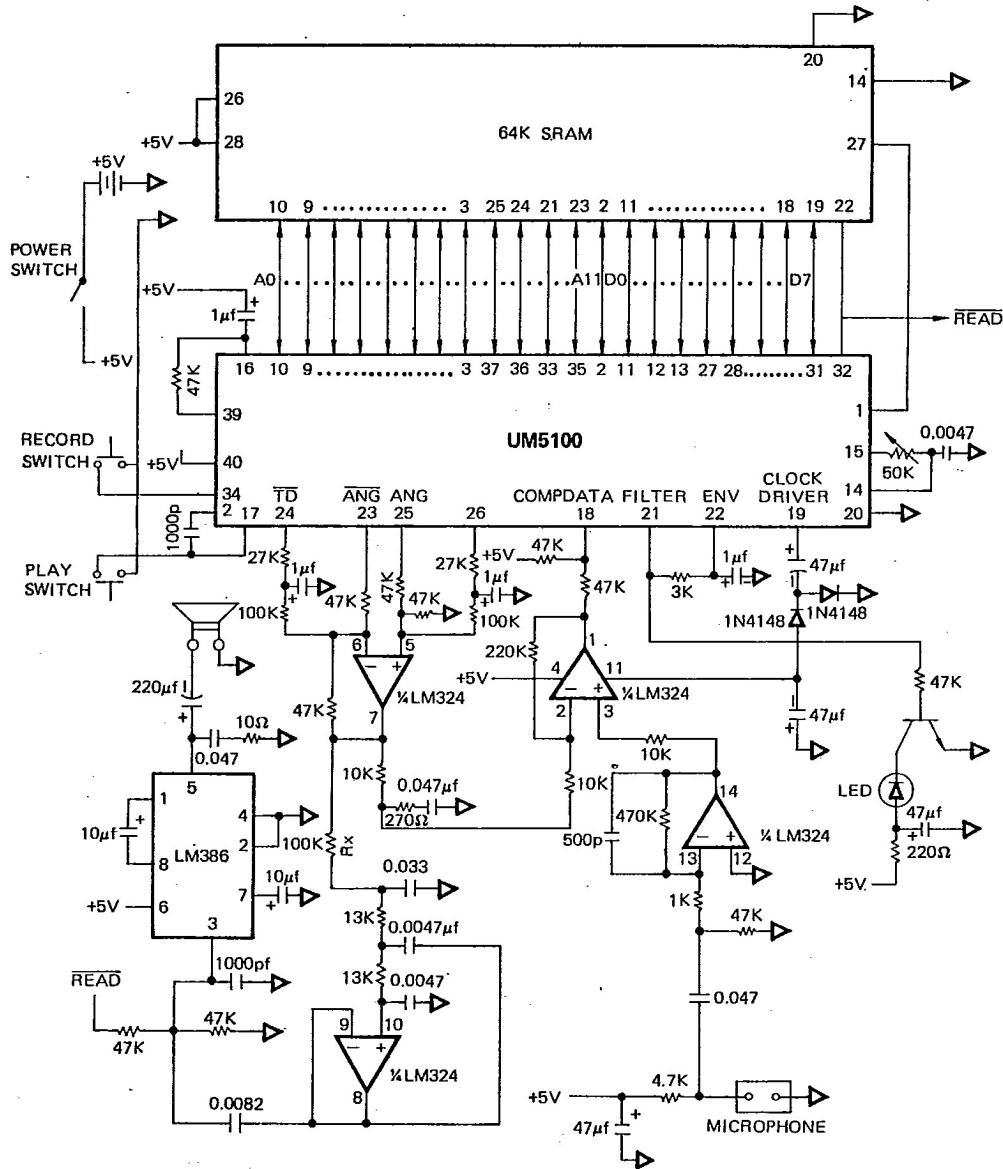 20
14
26
64K SRAM
+5V
28
27
+5V
10 9 3 25 24 21 23 2 11 18 19 22
POWER
SWITCH
A0 A11 D0 D7
+5V
1μf
+
READ
+5V
16 10 9 3 37 36 33 35 2 11 12 13 27 28 31 32
47K
39
1
UM5100
RECORD
SWITCH
+5V
40
15
0.0047
50K
34
14
2
17
TD
24
ANG
23
ANG
25
26
COMPDATA
18
FILTER
21
ENV
22
CLOCK
DRIVER
19
20
1000p
PLAY
SWITCH
27K
1μf
+
100K
47K
47K
47K
27K
1μf
+
100K
+5V
47K
47K
3K
1μf
+
+
47μf
1N4148
1N4148
6 5
− +
¼LM324
7
220K
1
+5V
4
11
− +
¼LM324
2 3
47K
220μf
+
47K
10Ω
0.047
10K
10K
10K
47μf
+
0.047μf
270Ω
5
1
4
10μf
+
2
100K
LM386
8
Rx
7
10μf
+
+5V
6
3
14
470K
500p
− +
¼LM324
13 12
LED
47μf
+
220Ω
+5V
0.033
1K
47K
13K
0.0047μf
13K
0.0047
1000pf
READ
47K
47K
0.047
9 10
− +
¼LM324
8
0.0082
+5V
4.7K
+
47μf
MICROPHONE